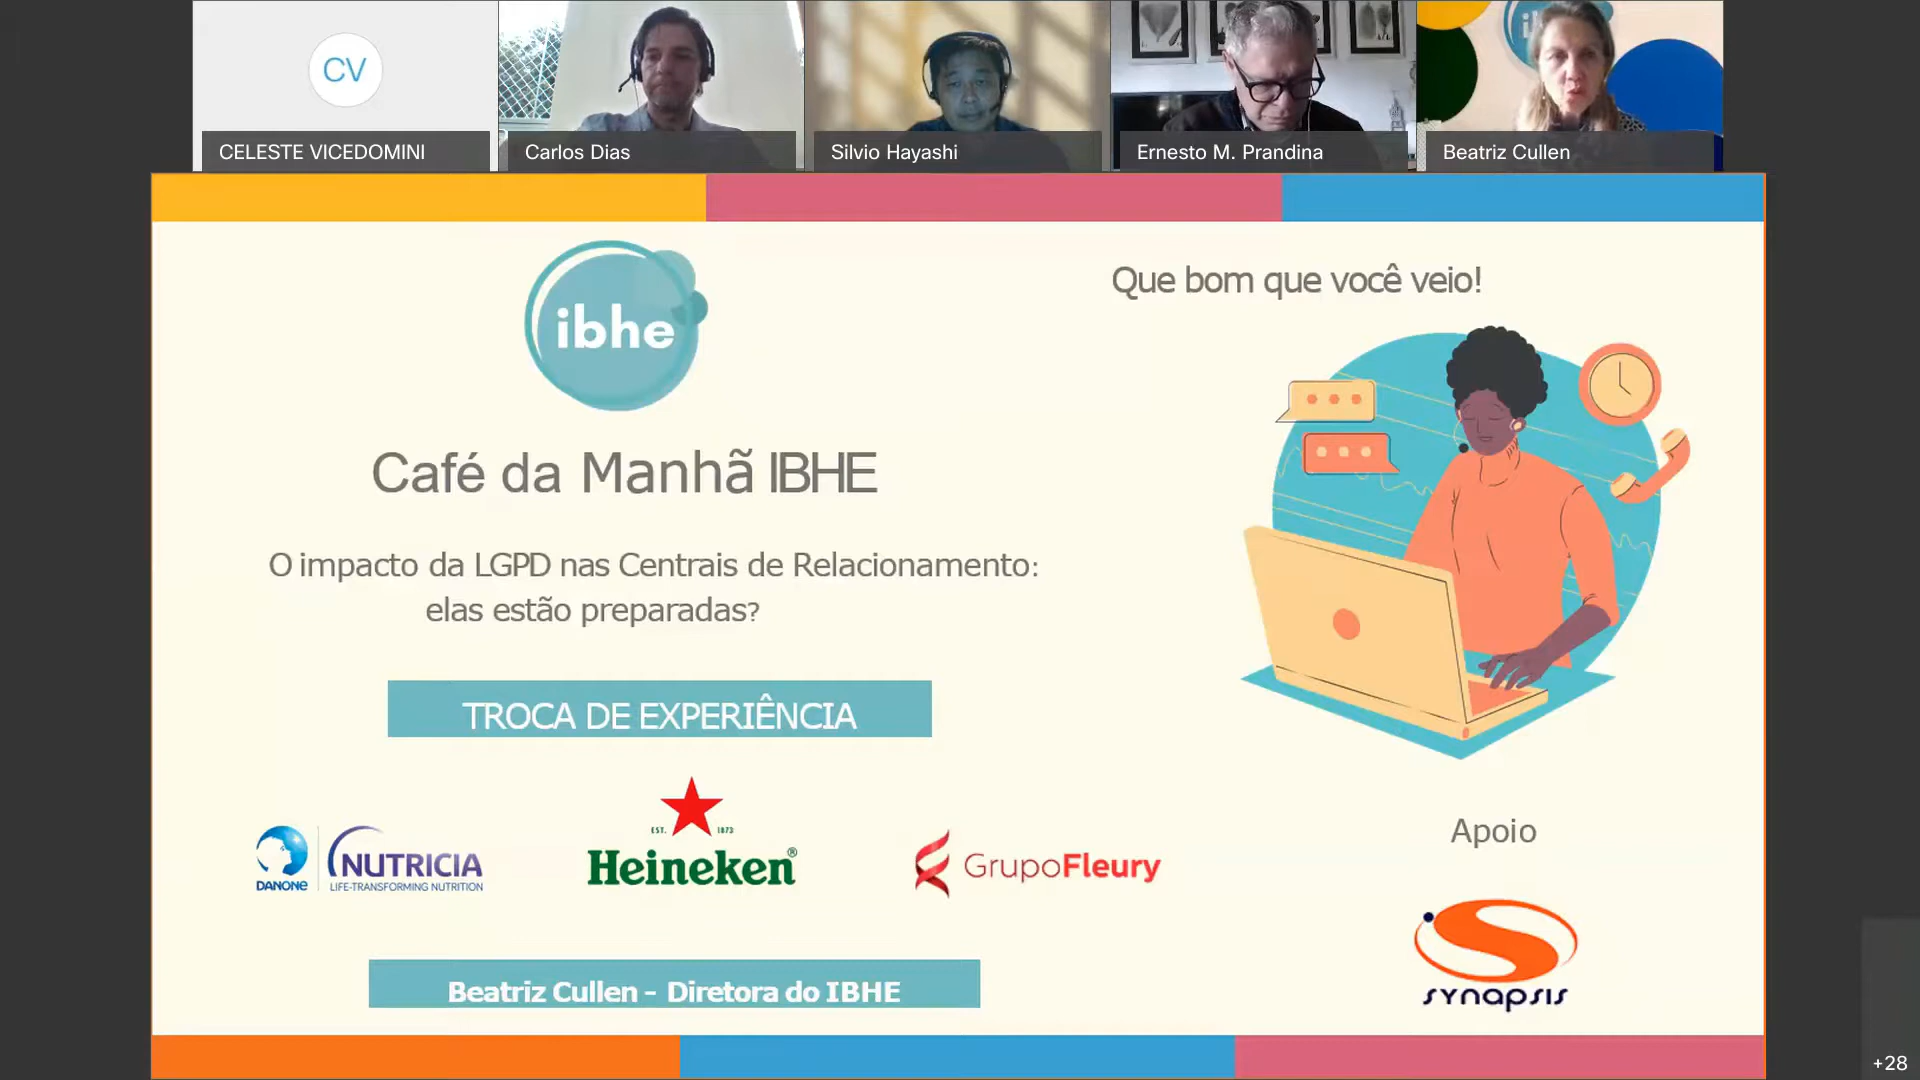 CV
CELESTE VICEDOMINI
Carlos Dias
Silvio Hayashi
Ernesto M. Prandina
Beatriz Cullen
ibhe
Que bom que você veio!
Café da Manhã IBHE
O impacto da LGPD nas Centrais de Relacionamento:
elas estão preparadas?
TROCA DE EXPERIÊNCIA
DANONE
NUTRICIA
LIFE-TRANSFORMING NUTRITION
EST. 1873
Heineken®
GrupoFleury
Apoio
SYNAPSIS
Beatriz Cullen - Diretora do IBHE
+28